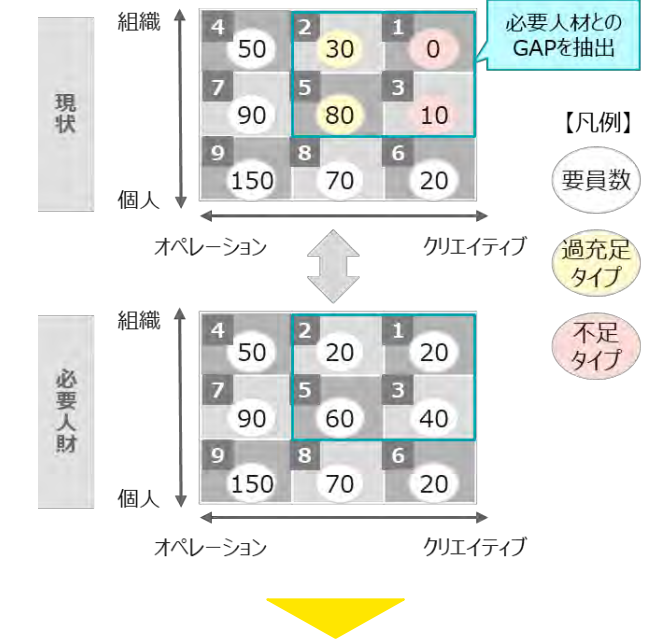 現状
組織
個人
4
50
2
30
1
0
7
90
5
80
3
10
9
150
8
70
6
20
オペレーション
クリエイティブ
必要人材との
GAPを抽出
【凡例】
要員数
過充足
タイプ
不足
タイプ
必要人財
組織
個人
4
50
2
20
1
20
7
90
5
60
3
40
9
150
8
70
6
20
オペレーション
クリエイティブ